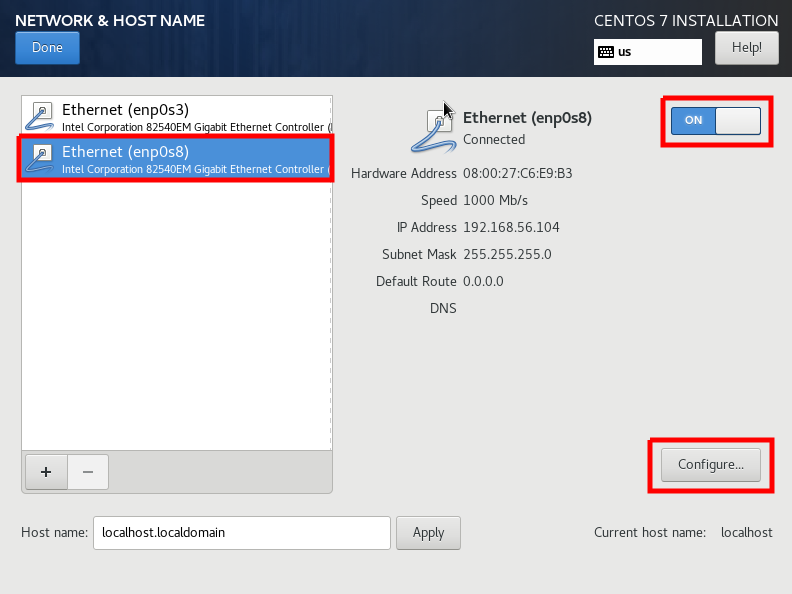 NETWORK & HOST NAME
CENTOS 7 INSTALLATION
Done
us
Help!
Ethernet (enp0s3)
Intel Corporation 82540EM Gigabit Ethernet Controller (
Ethernet (enp0s8)
Intel Corporation 82540EM Gigabit Ethernet Controller (
Ethernet (enp0s8)
Connected
ON
Hardware Address 08:00:27:C6:E9:B3
Speed 1000 Mb/s
IP Address 192.168.56.104
Subnet Mask 255.255.255.0
Default Route 0.0.0.0
DNS
Configure...
+ −
Host name: localhost.localdomain Apply
Current host name: localhost